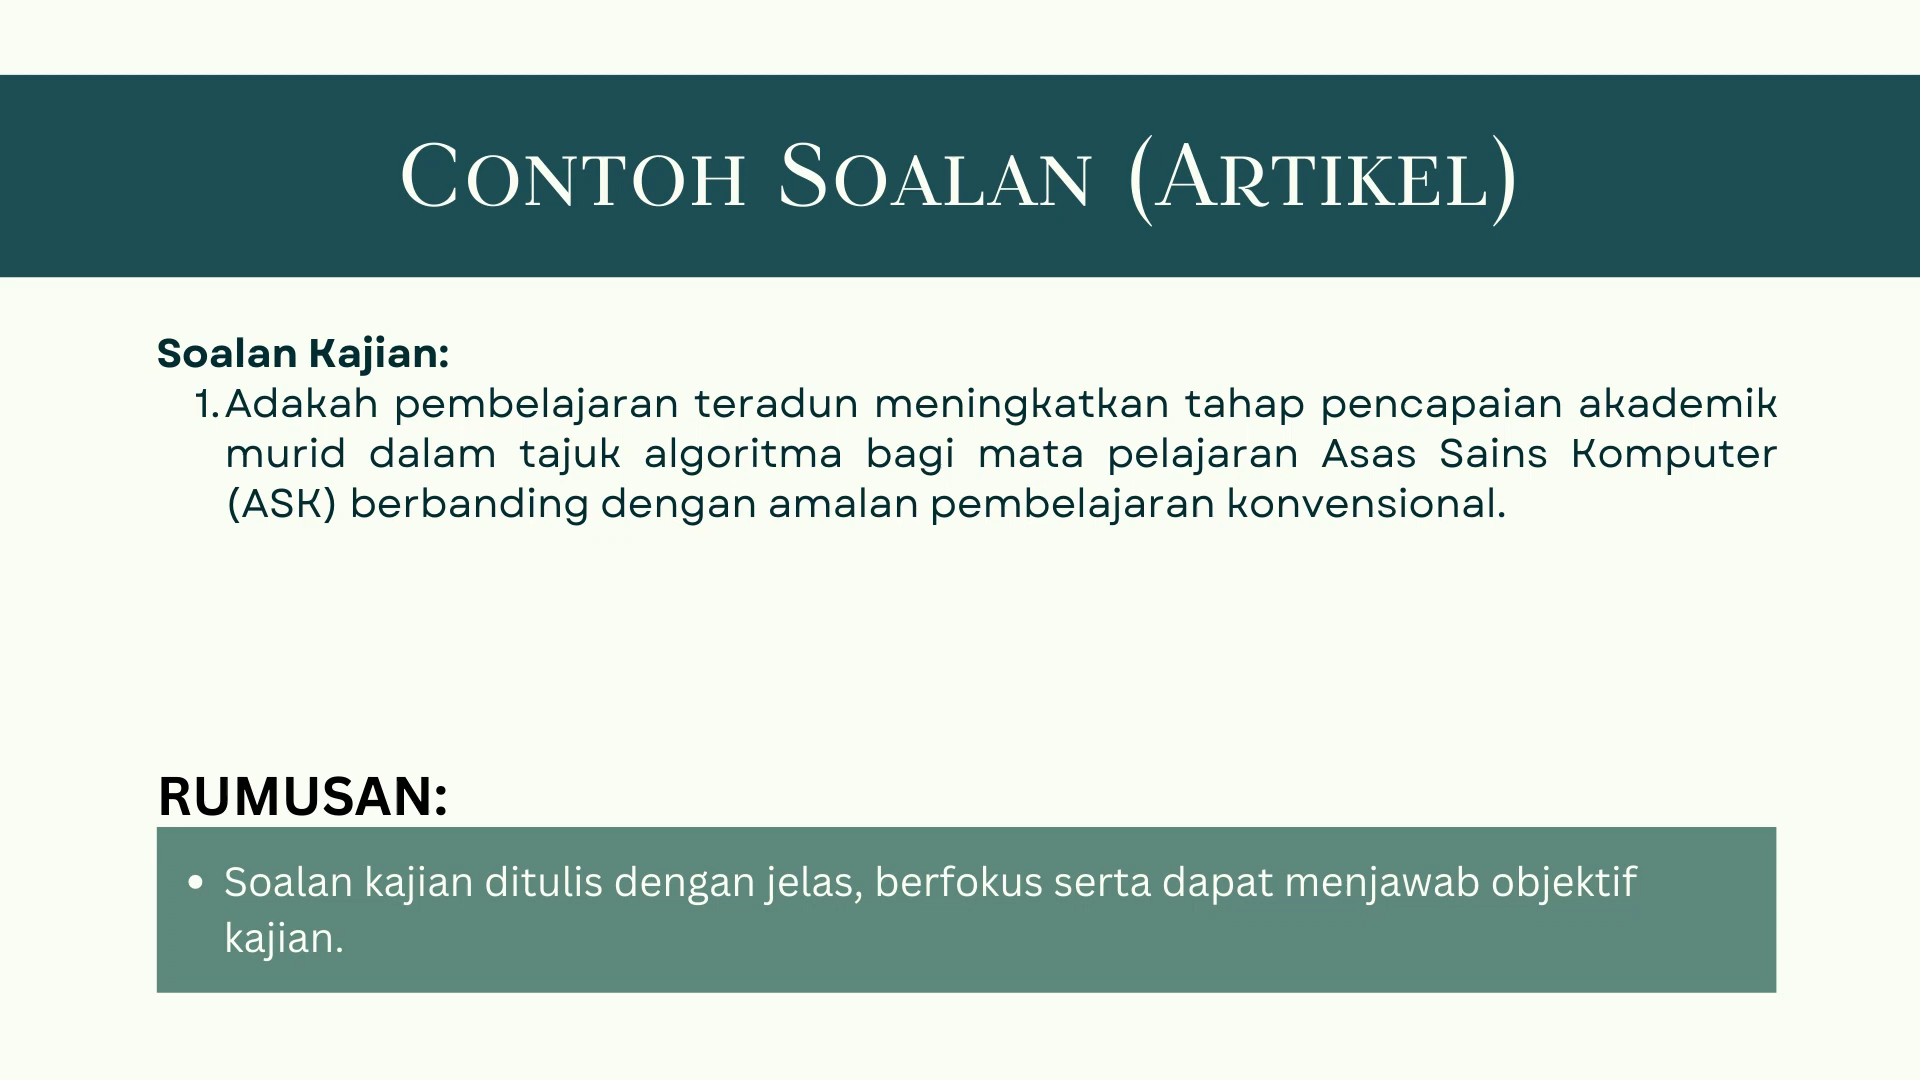 Contoh Soalan (Artikel)
Soalan Kajian:
1. Adakah pembelajaran teradun meningkatkan tahap pencapaian akademik
murid dalam tajuk algoritma bagi mata pelajaran Asas Sains Komputer
(ASK) berbanding dengan amalan pembelajaran konvensional.
RUMUSAN:
• Soalan kajian ditulis dengan jelas, berfokus serta dapat menjawab objektif
kajian.